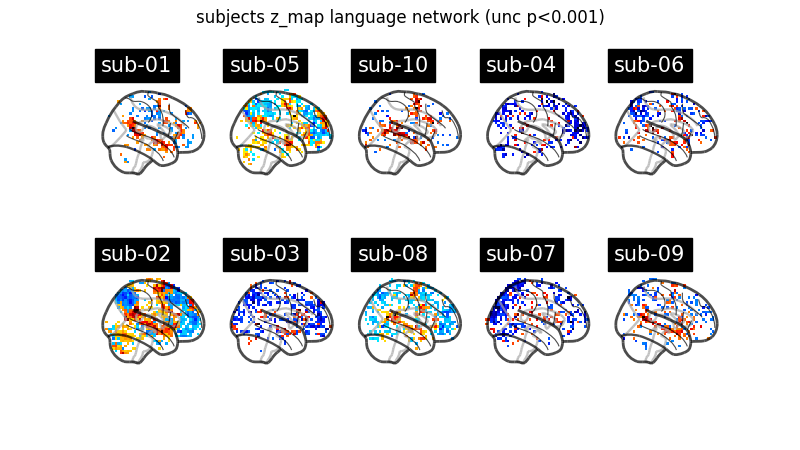 subjects z_map language network (unc p<0.001)
sub-01 sub-05 sub-10 sub-04 sub-06
sub-02 sub-03 sub-08 sub-07 sub-09